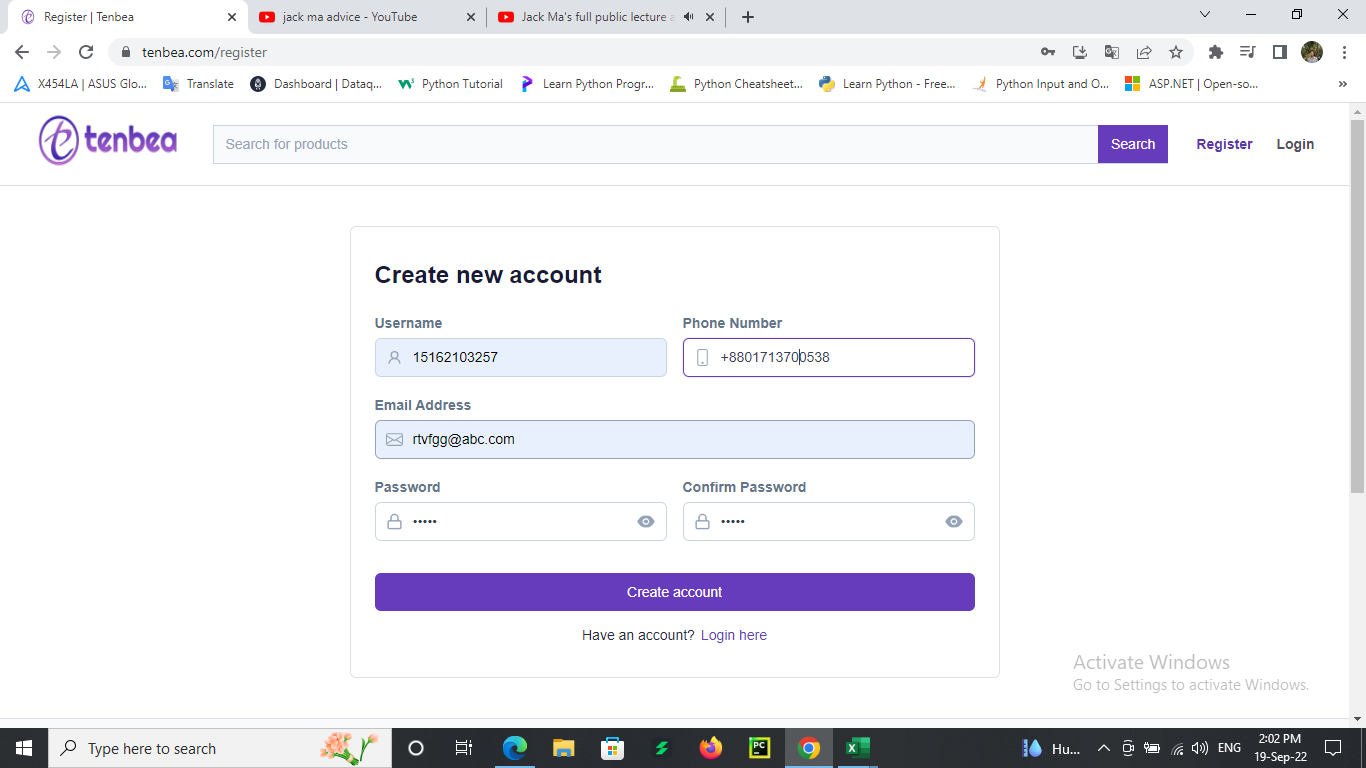 Register | Tenbea
jack ma advice - YouTube
Jack Ma's full public lecture a
tenbea.com/register
X454LA | ASUS Glo...
Translate
Dashboard | Dataq...
Python Tutorial
Learn Python Progr...
Python Cheatsheet...
Learn Python - Free...
Python Input and O...
ASP.NET | Open-so...
»
tenbea
Search for products
Search
Register
Login
Create new account
Username
Phone Number
15162103257
+8801713700538
Email Address
rtvfgg@abc.com
Password
Confirm Password
•••••
•••••
Create account
Have an account? Login here
Activate Windows
Go to Settings to activate Windows.
Type here to search
PC
Hu...
ENG
2:02 PM
19-Sep-22